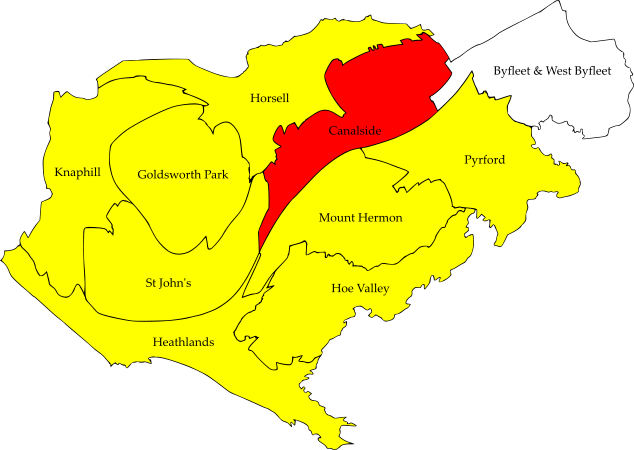 Byfleet & West Byfleet
Horsell
Canalside
Pyrford
Knaphill
Goldsworth Park
Mount Hermon
St John's
Hoe Valley
Heathlands